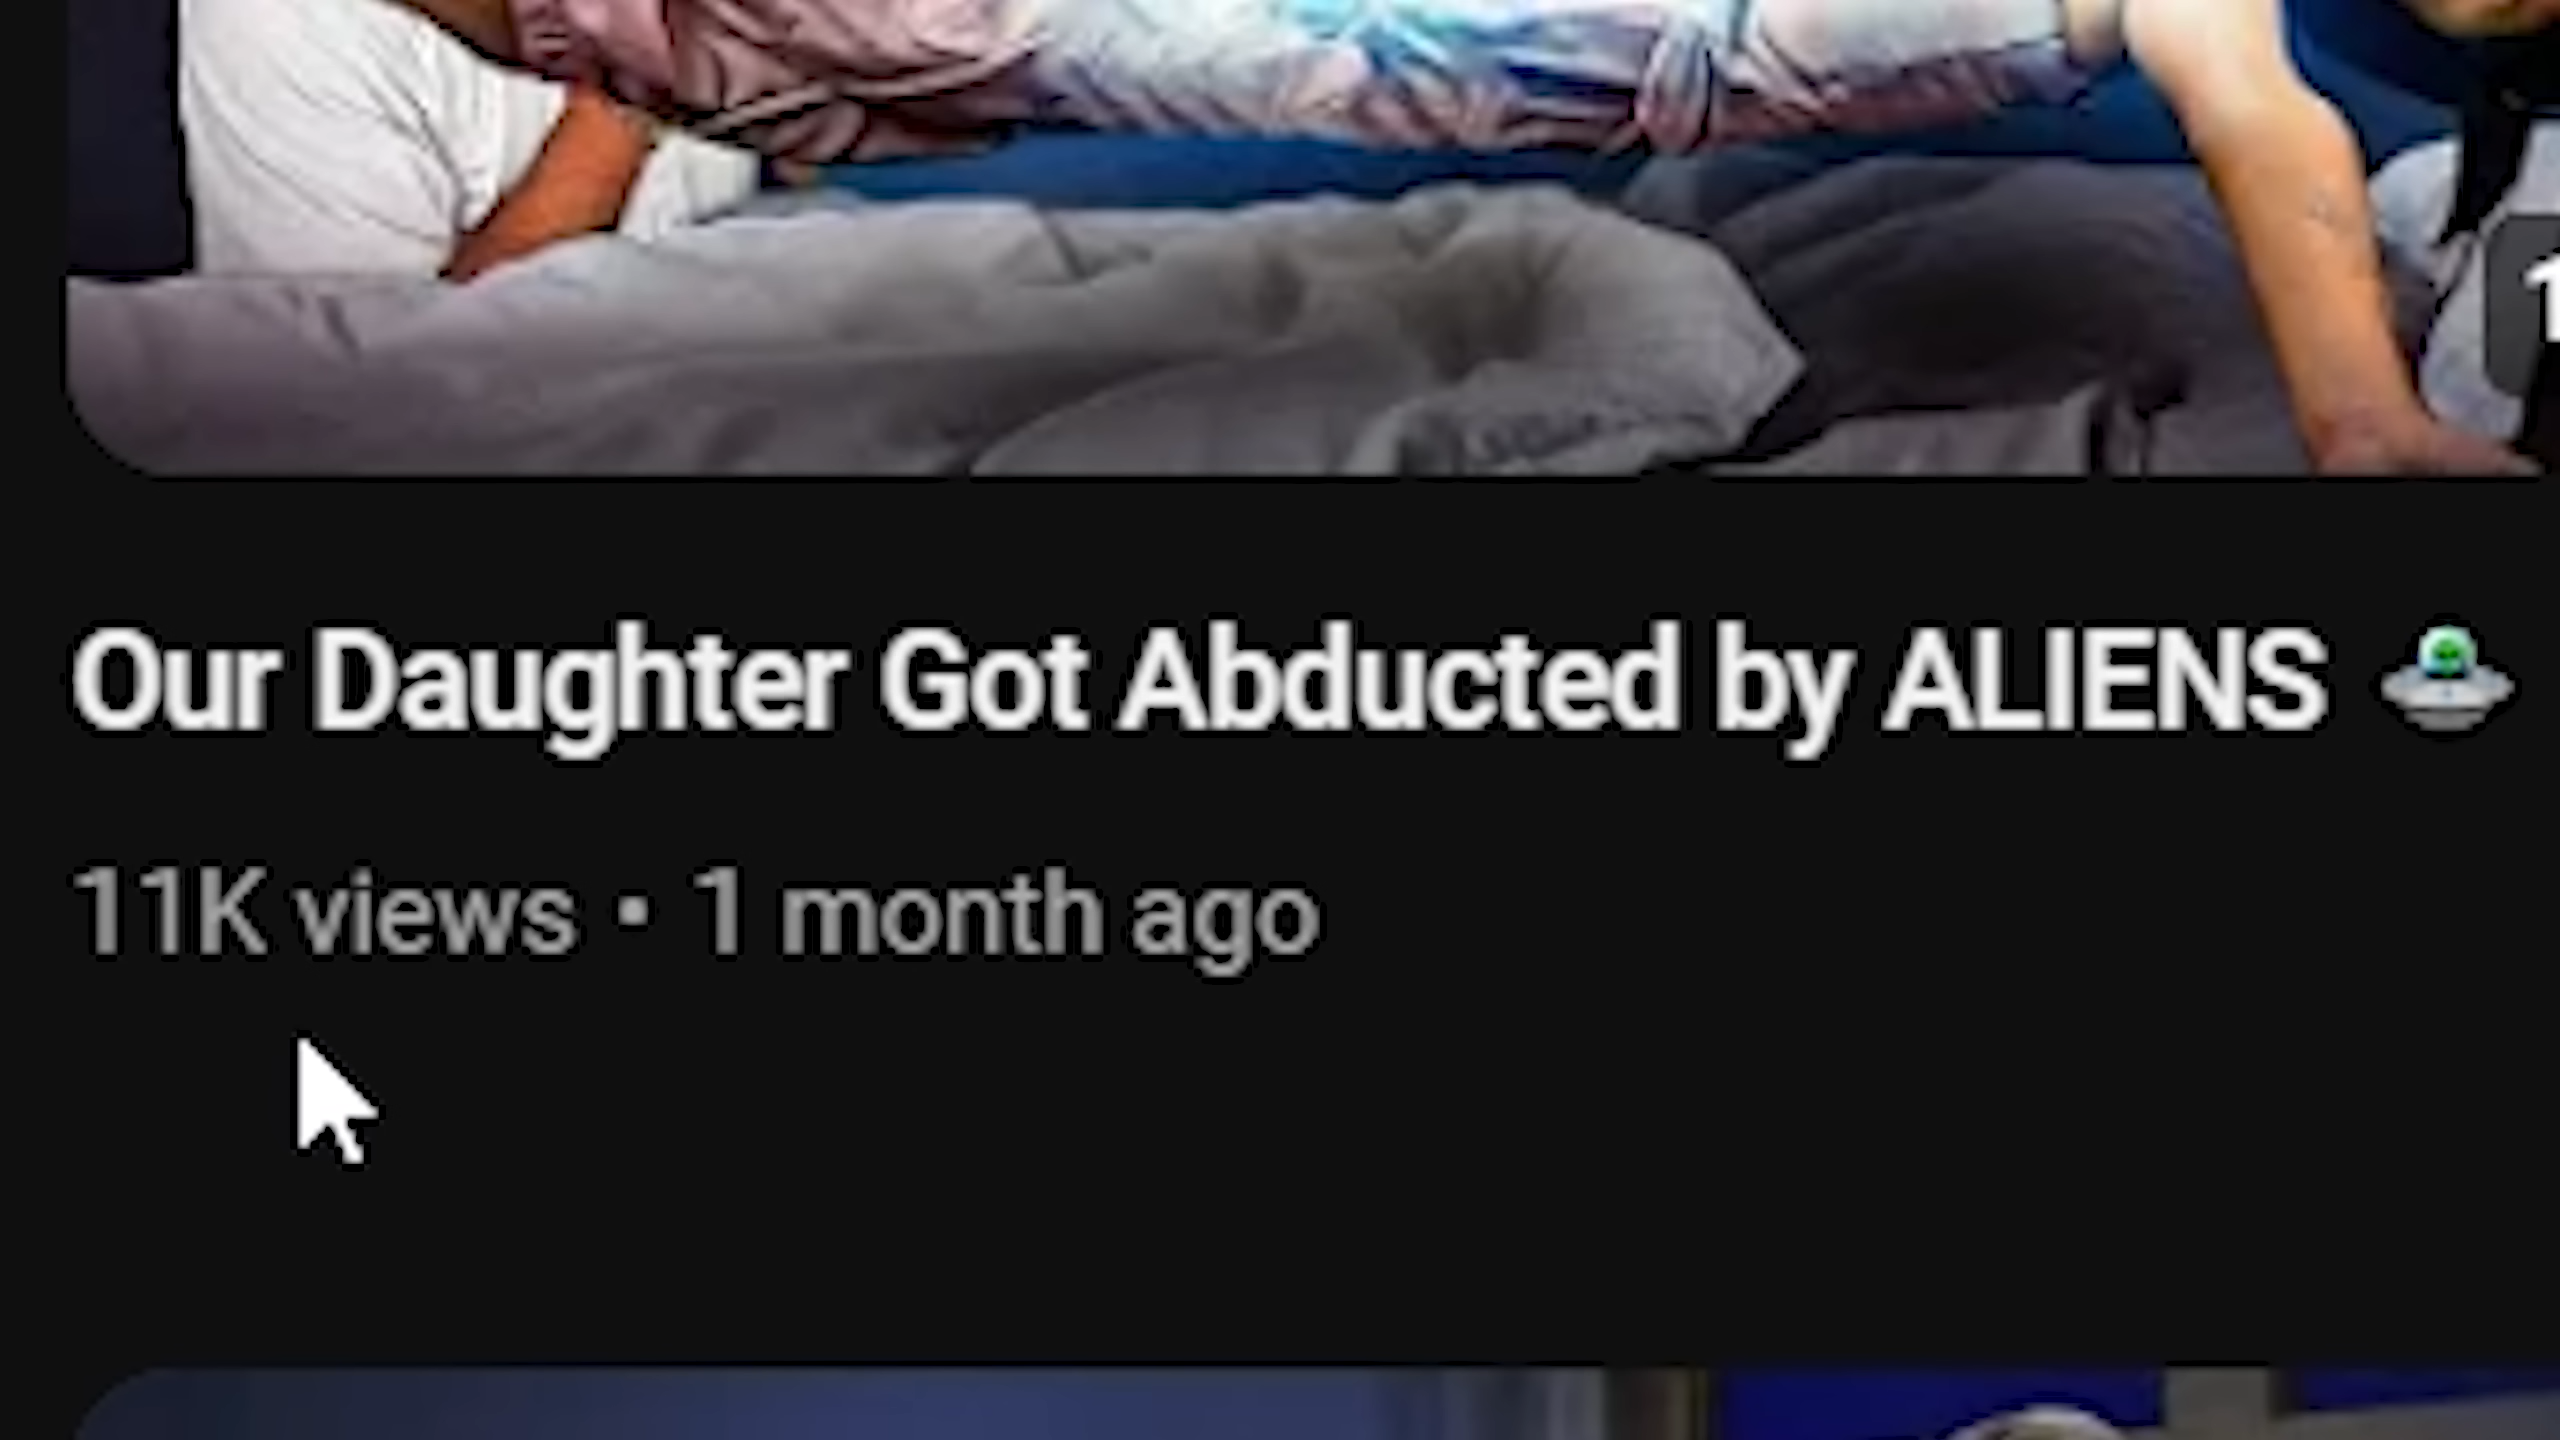 Our Daughter Got Abducted by ALIENS 🛸
11K views • 1 month ago